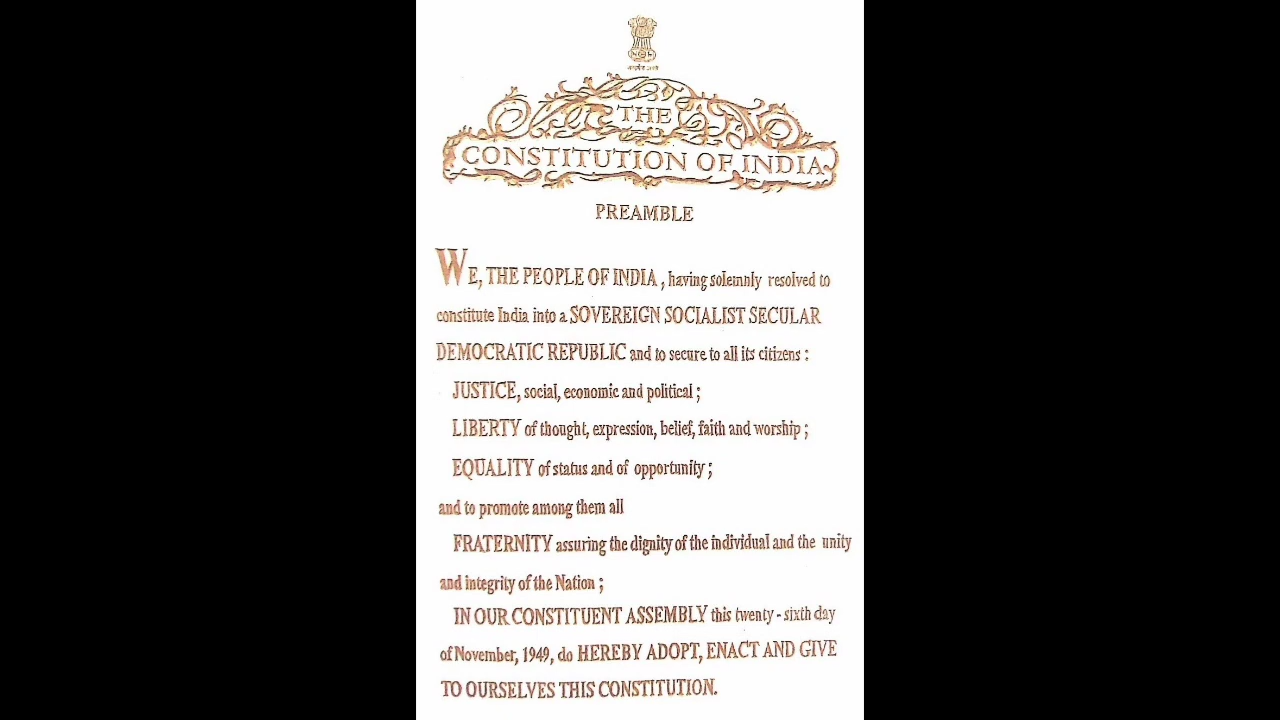 THE
CONSTITUTION OF INDIA
PREAMBLE
WE, THE PEOPLE OF INDIA, having solemnly resolved to
constitute India into a SOVEREIGN SOCIALIST SECULAR
DEMOCRATIC REPUBLIC and to secure to all its citizens :
JUSTICE, social, economic and political ;
LIBERTY of thought, expression, belief, faith and worship ;
EQUALITY of status and of opportunity ;
and to promote among them all
FRATERNITY assuring the dignity of the individual and the unity
and integrity of the Nation ;
IN OUR CONSTITUENT ASSEMBLY this twenty - sixth day
of November, 1949, do HEREBY ADOPT, ENACT AND GIVE
TO OURSELVES THIS CONSTITUTION.